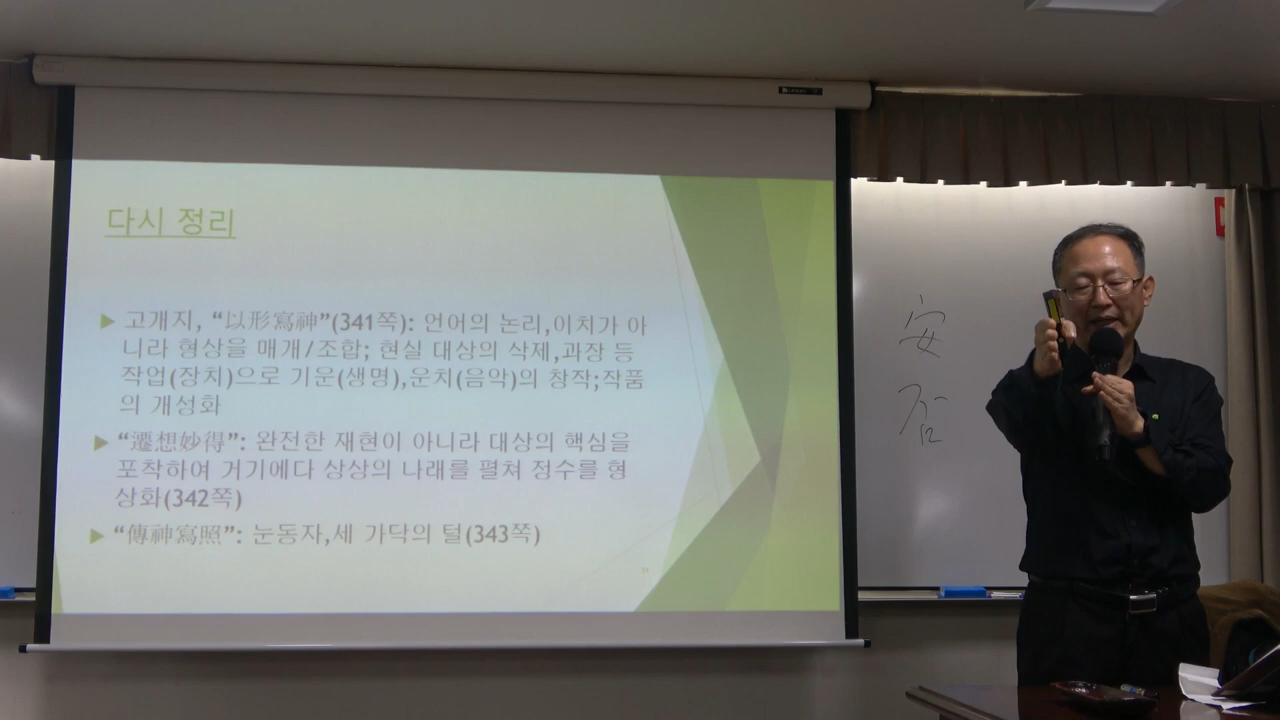 다시 정리
고개지, “以形寫神”(341쪽): 언어의 논리,이치가 아
니라 형상을 매개/조합; 현실 대상의 삭제,과장 등
작업(장치)으로 기운(생명),운치(음악)의 창작;작품
의 개성화
“遷想妙得”: 완전한 재현이 아니라 대상의 핵심을
포착하여 거기에다 상상의 나래를 펼쳐 정수를 형
상화(342쪽)
“傳神寫照”: 눈동자,세 가닥의 털(343쪽)
安